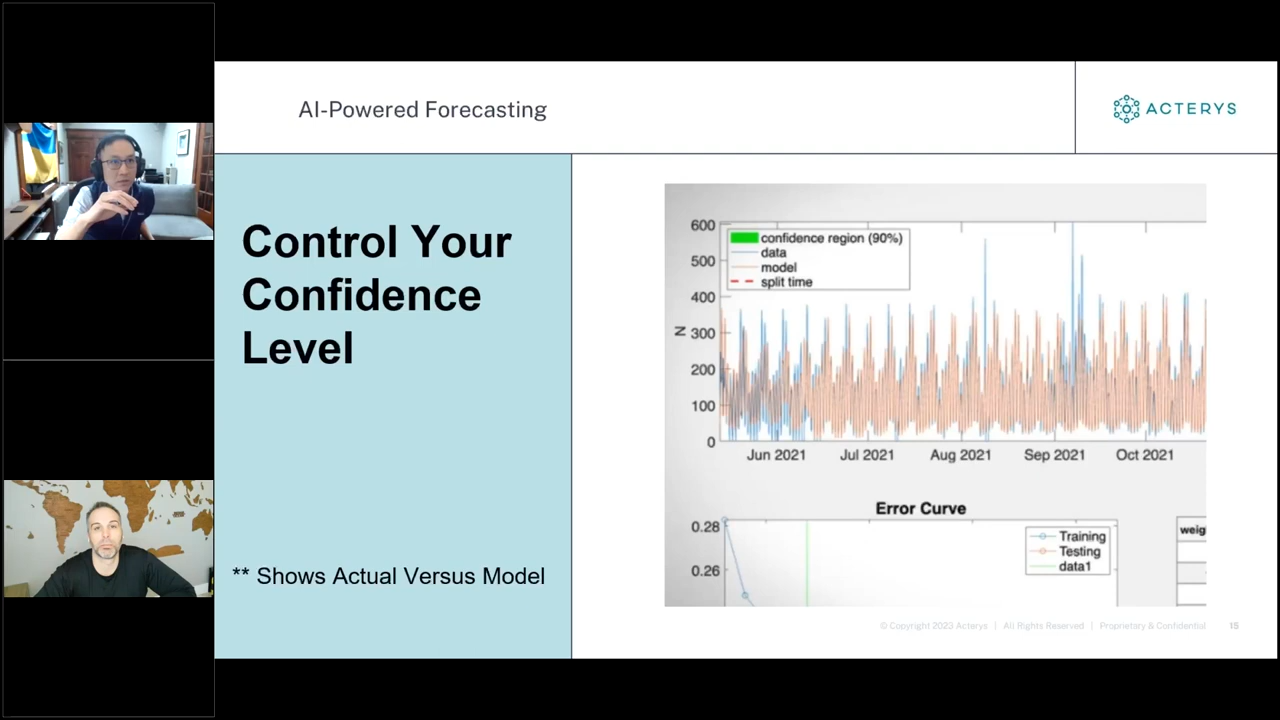 AI-Powered Forecasting
ACTERYS
Control Your
Confidence
Level
** Shows Actual Versus Model
600
500
400
300
200
100
0
N
confidence region (90%)
data
model
split time
Jun 2021
Jul 2021
Aug 2021
Sep 2021
Oct 2021
Error Curve
0.28
0.26
Training
Testing
data1
weig
© Copyright 2023 Acterys | All Rights Reserved | Proprietary & Confidential
15